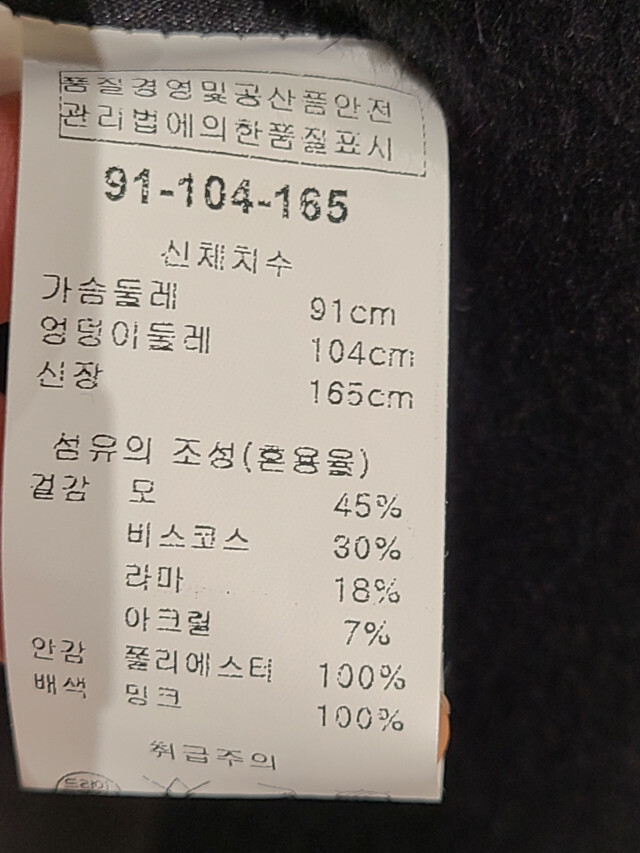 품질경영및공산품안전
관리법에의한품질표시
91-104-165
신체치수
가슴둘레 91cm
엉덩이둘레 104cm
신장 165cm
섬유의 조성(혼용율)
겉감 모 45%
비스코스 30%
라마 18%
아크릴 7%
안감 폴리에스터 100%
배색 밍크 100%
취급주의
드라이